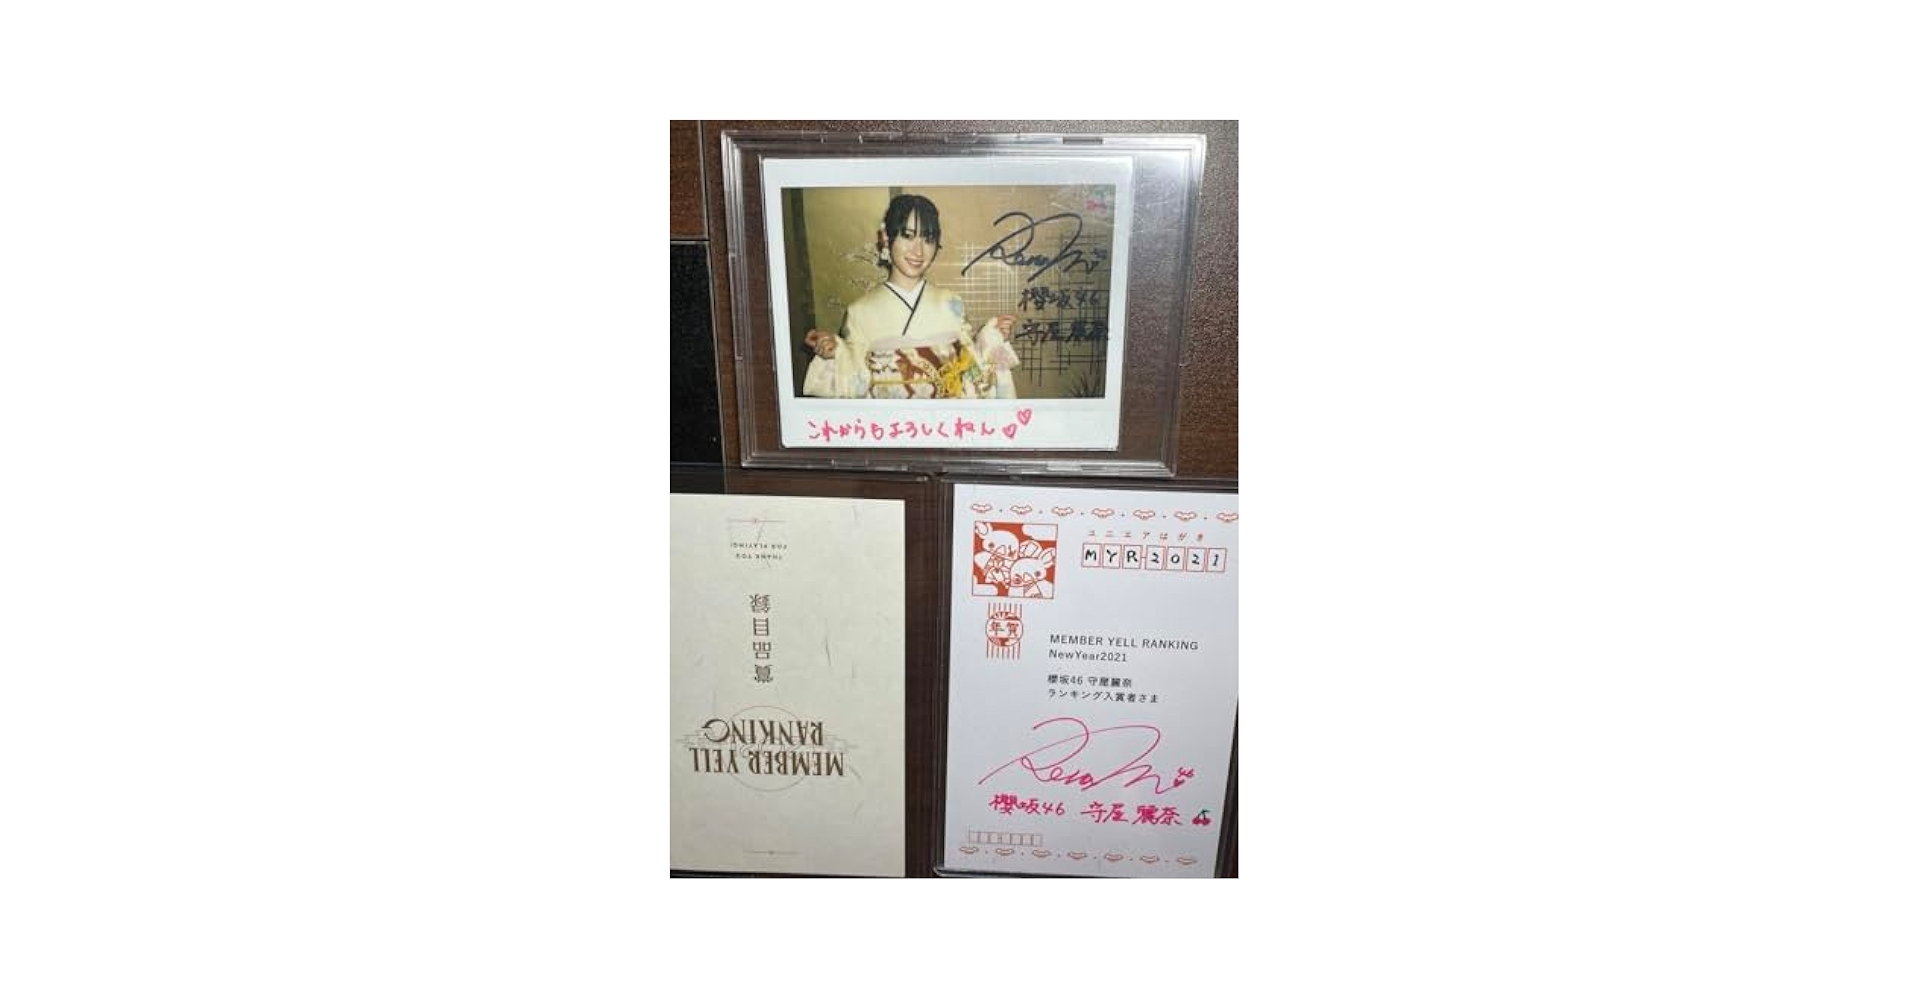 Rena M
櫻坂46
守屋麗奈
これからもよろしくねん
THANK YOU
FOR PLAYING!
賞品目録
MEMBER YELL
RANKING
ユニエアはがき
MYR-2021
年賀
MEMBER YELL RANKING
NewYear2021
櫻坂46 守屋麗奈
ランキング入賞者さま
Rena M 46
櫻坂46 守屋麗奈